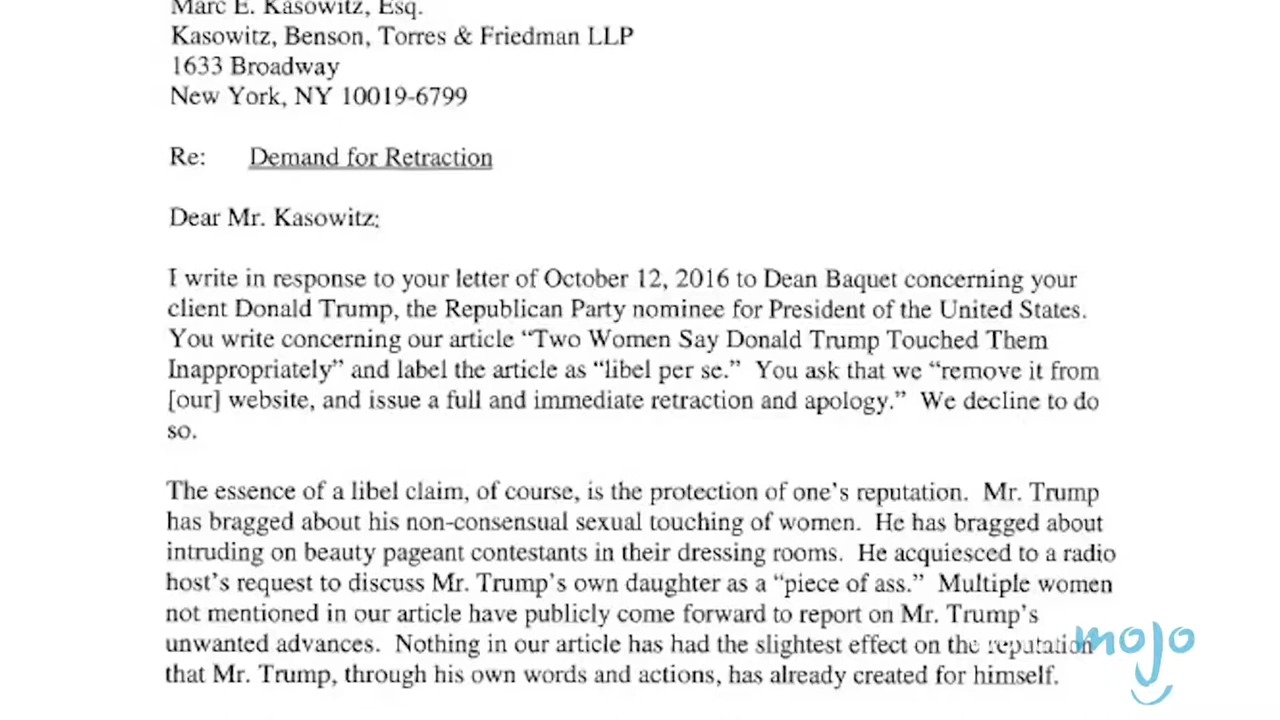 Marc E. Kasowitz, Esq.
Kasowitz, Benson, Torres & Friedman LLP
1633 Broadway
New York, NY 10019-6799
Re: Demand for Retraction
Dear Mr. Kasowitz:
I write in response to your letter of October 12, 2016 to Dean Baquet concerning your
client Donald Trump, the Republican Party nominee for President of the United States.
You write concerning our article “Two Women Say Donald Trump Touched Them
Inappropriately” and label the article as “libel per se.” You ask that we “remove it from
[our] website, and issue a full and immediate retraction and apology.” We decline to do
so.
The essence of a libel claim, of course, is the protection of one’s reputation. Mr. Trump
has bragged about his non-consensual sexual touching of women. He has bragged about
intruding on beauty pageant contestants in their dressing rooms. He acquiesced to a radio
host’s request to discuss Mr. Trump’s own daughter as a “piece of ass.” Multiple women
not mentioned in our article have publicly come forward to report on Mr. Trump’s
unwanted advances. Nothing in our article has had the slightest effect on the reputation
that Mr. Trump, through his own words and actions, has already created for himself.
mojo